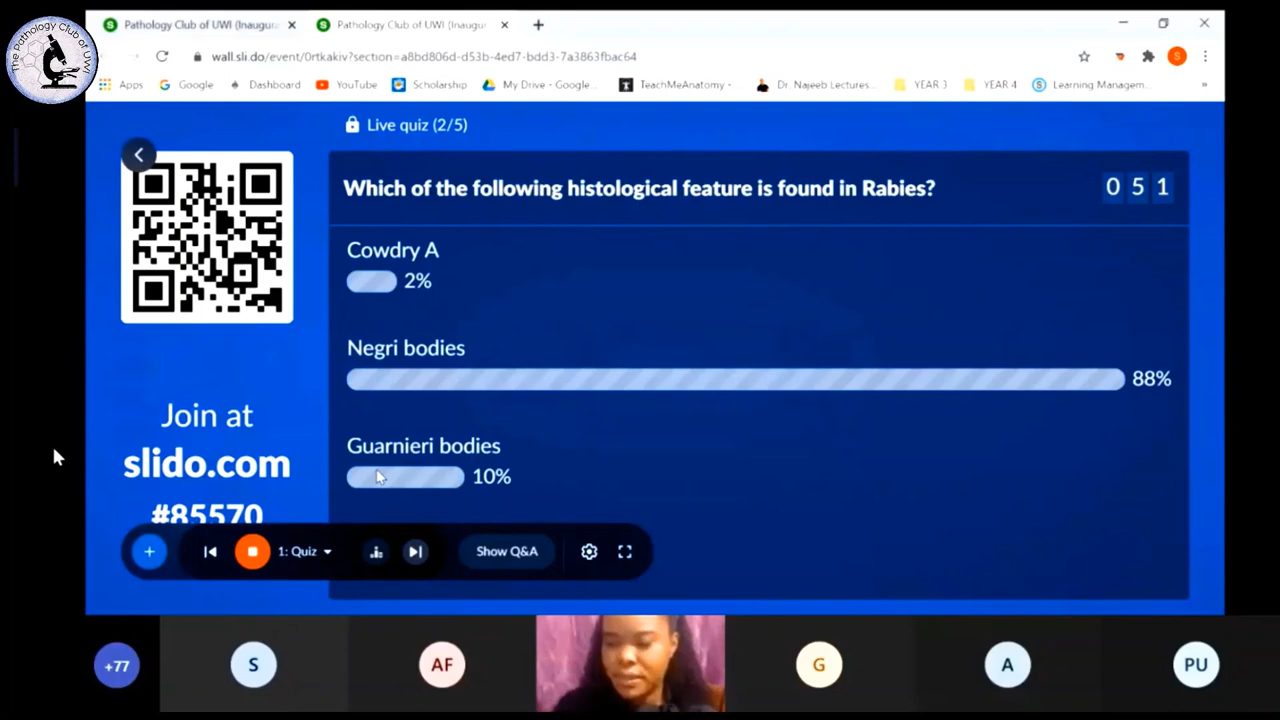 The Pathology Club of UWI
Pathology Club of UWI (Inaugura
Pathology Club of UWI (Inaugur
wall.sli.do/event/0rtkakiv?section=a8bd806d-d53b-4ed7-bdd3-7a3863fbac64
S
Apps
Google
Dashboard
YouTube
Scholarship
My Drive - Google...
TeachMeAnatomy -
Dr. Najeeb Lectures...
YEAR 3
YEAR 4
Learning Managem...
Live quiz (2/5)
Which of the following histological feature is found in Rabies?
0 5 1
Cowdry A
2%
Negri bodies
88%
Guarnieri bodies
10%
Join at
slido.com
#85570
1: Quiz
Show Q&A
+77
S
AF
G
A
PU